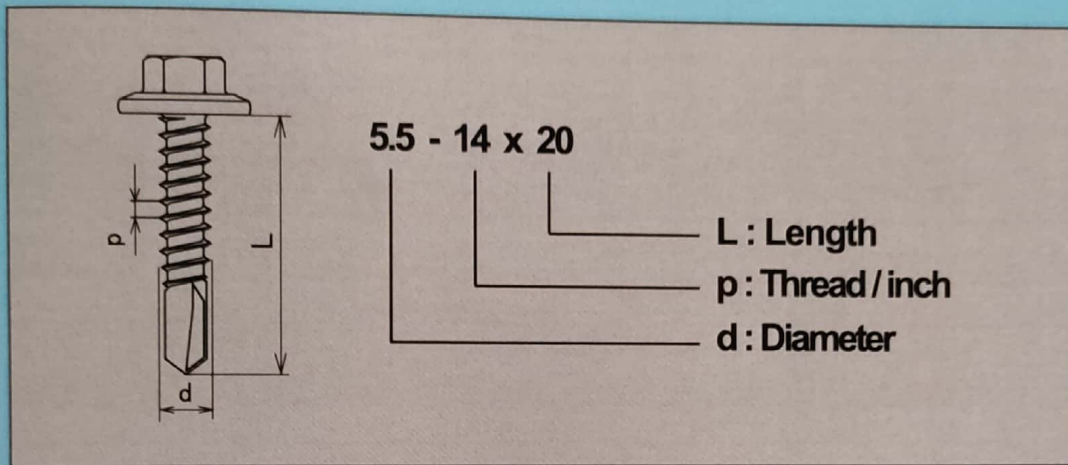 5.5 - 14 x 20
L : Length
p : Thread / inch
d : Diameter
p
L
d